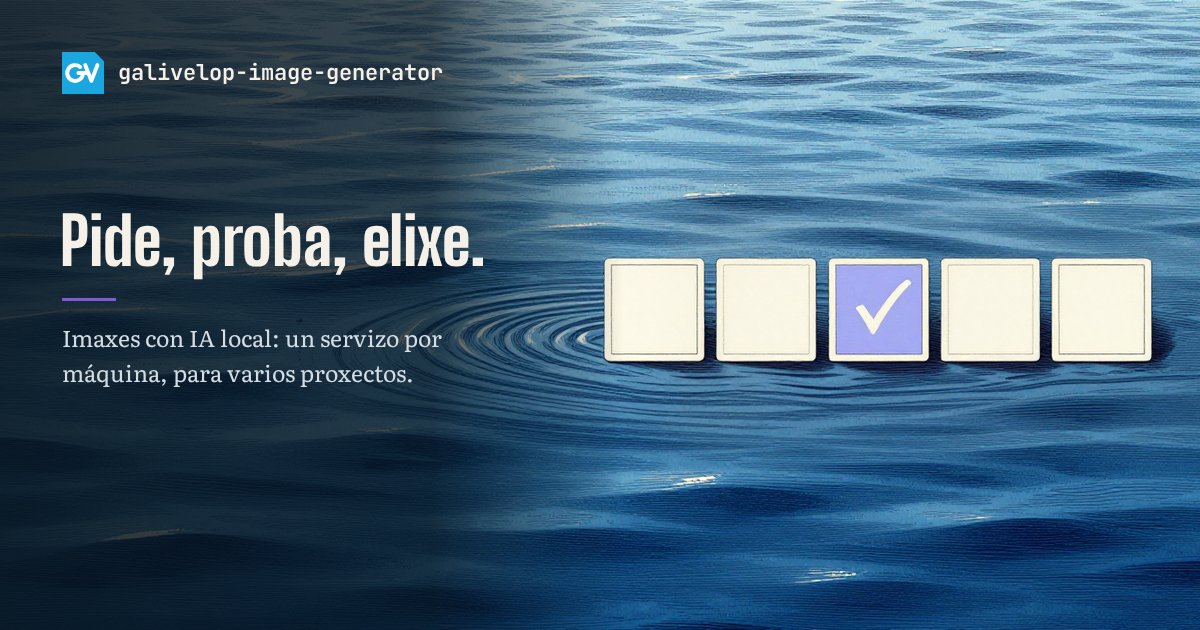 GV galivelop-image-generator
Pide, proba, elixe.
Imaxes con IA local: un servizo por
máquina, para varios proxectos.